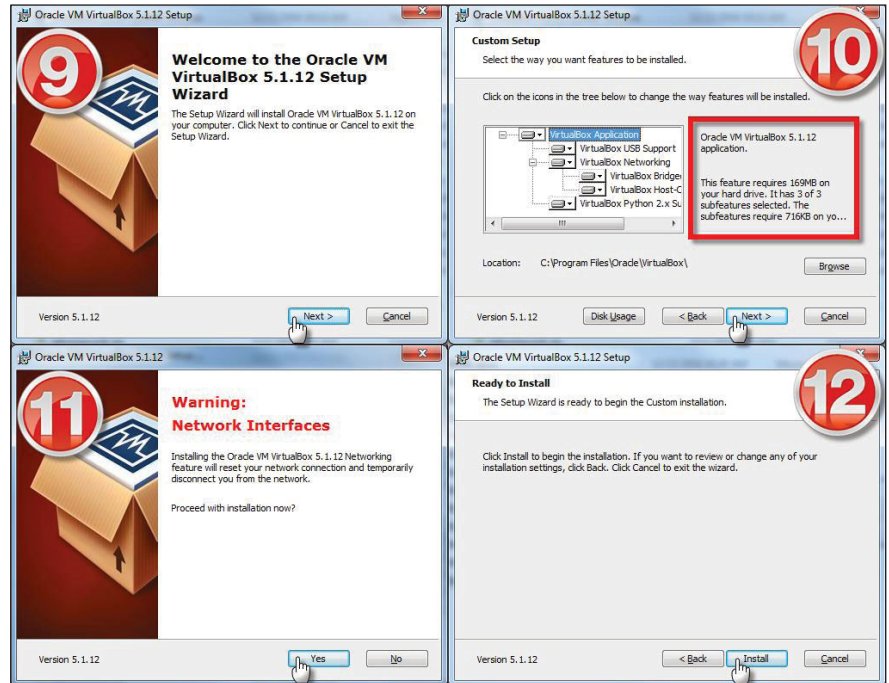 Oracle VM VirtualBox 5.1.12 Setup
9
Welcome to the Oracle VM
VirtualBox 5.1.12 Setup
Wizard
The Setup Wizard will install Oracle VM VirtualBox 5.1.12 on
your computer. Click Next to continue or Cancel to exit the
Setup Wizard.
Version 5.1.12
Next >
Cancel
Oracle VM VirtualBox 5.1.12 Setup
10
Custom Setup
Select the way you want features to be installed.
Click on the icons in the tree below to change the way features will be installed.
VirtualBox Application
VirtualBox USB Support
VirtualBox Networking
VirtualBox Bridge
VirtualBox Host-C
VirtualBox Python 2.x Su
Oracle VM VirtualBox 5.1.12
application.
This feature requires 169MB on
your hard drive. It has 3 of 3
subfeatures selected. The
subfeatures require 716KB on yo...
Location: C:\Program Files\Oracle\VirtualBox\
Browse
Version 5.1.12
Disk Usage
< Back
Next >
Cancel
Oracle VM VirtualBox 5.1.12
11
Warning:
Network Interfaces
Installing the Oracle VM VirtualBox 5.1.12 Networking
feature will reset your network connection and temporarily
disconnect you from the network.
Proceed with installation now?
Version 5.1.12
Yes
No
Oracle VM VirtualBox 5.1.12 Setup
12
Ready to Install
The Setup Wizard is ready to begin the Custom installation.
Click Install to begin the installation. If you want to review or change any of your
installation settings, click Back. Click Cancel to exit the wizard.
Version 5.1.12
< Back
Install
Cancel